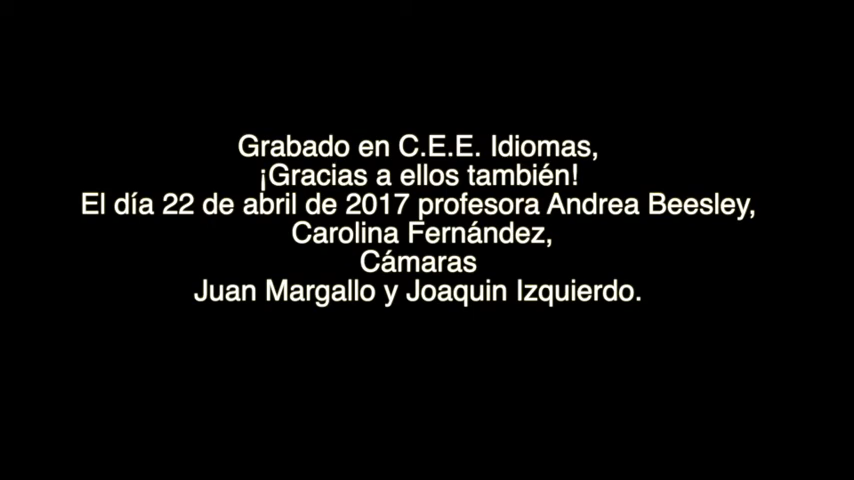 Grabado en C.E.E. Idiomas,
¡Gracias a ellos también!
El día 22 de abril de 2017 profesora Andrea Beesley,
Carolina Fernández,
Cámaras
Juan Margallo y Joaquin Izquierdo.